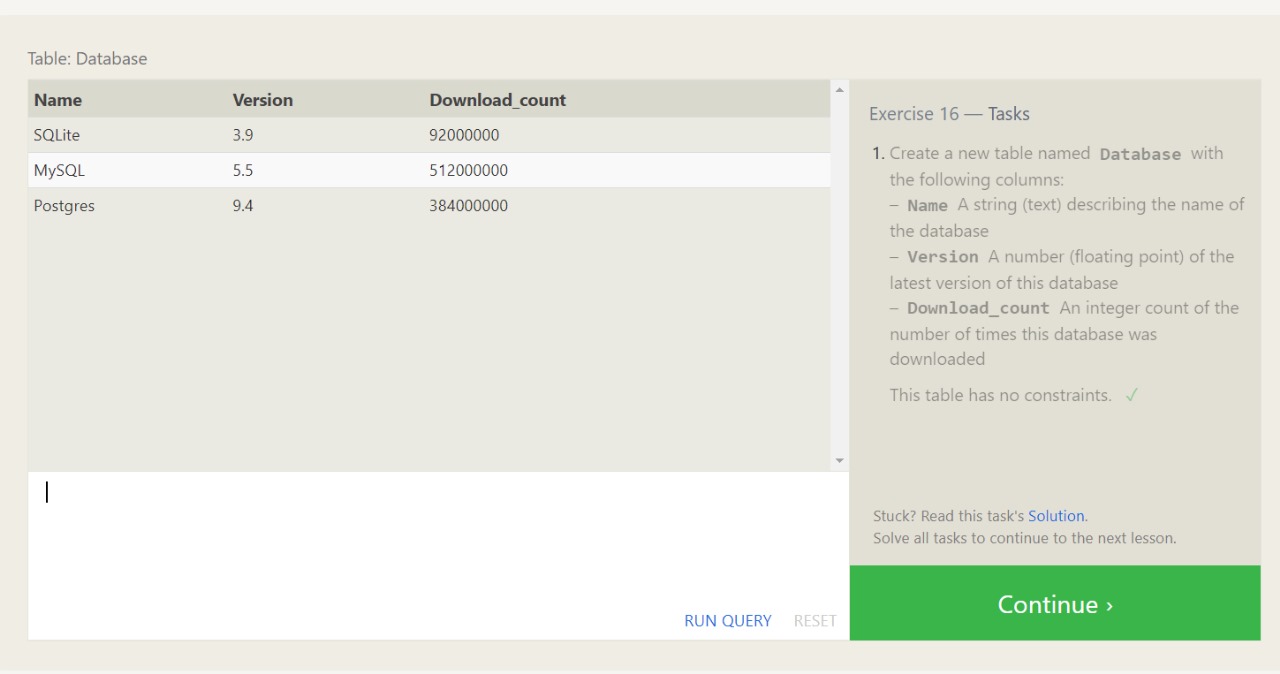 Table: Database
Name Version Download_count
SQLite 3.9 92000000
MySQL 5.5 512000000
Postgres 9.4 384000000
RUN QUERY RESET
Exercise 16 — Tasks
1. Create a new table named Database with
the following columns:
– Name A string (text) describing the name of
the database
– Version A number (floating point) of the
latest version of this database
– Download_count An integer count of the
number of times this database was
downloaded
This table has no constraints. ✓
Stuck? Read this task's Solution.
Solve all tasks to continue to the next lesson.
Continue ›